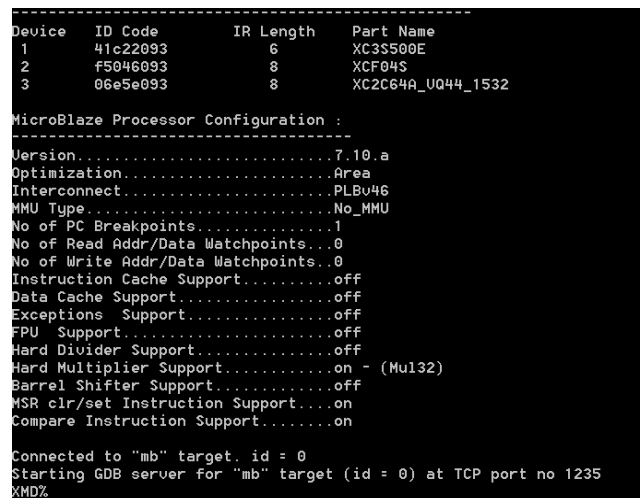 --------------------------------------------------
Device   ID Code        IR Length    Part Name
 1       41c22093           6        XC3S500E
 2       f5046093           8        XCF04S
 3       06e5e093           8        XC2C64A_VQ44_1532
MicroBlaze Processor Configuration :
-------------------------------------
Version............................7.10.a
Optimization.......................Area
Interconnect.......................PLBv46
MMU Type...........................No_MMU
No of PC Breakpoints...............1
No of Read Addr/Data Watchpoints...0
No of Write Addr/Data Watchpoints..0
Instruction Cache Support..........off
Data Cache Support.................off
Exceptions  Support................off
FPU  Support.......................off
Hard Divider Support...............off
Hard Multiplier Support............on - (Mul32)
Barrel Shifter Support.............off
MSR clr/set Instruction Support....on
Compare Instruction Support........on
Connected to "mb" target. id = 0
Starting GDB server for "mb" target (id = 0) at TCP port no 1235
XMD%